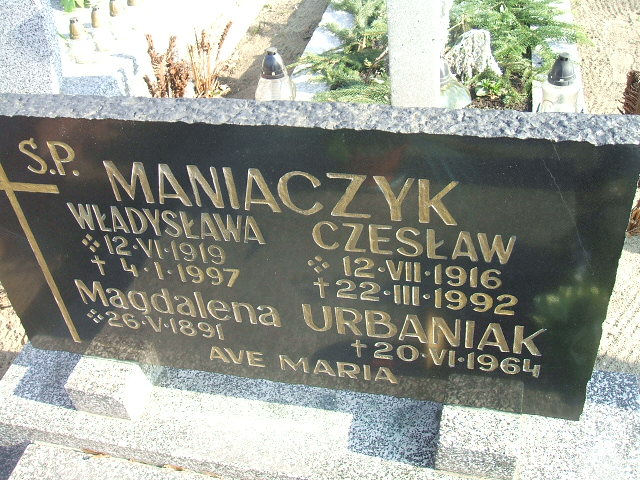 Ś.P. MANIACZYK
WŁADYSŁAWA CZESŁAW
12·VI·1919 12·VII·1916
† 4·I·1997 † 22·III·1992
Magdalena URBANIAK
26·V·1891 † 20·VI·1964
AVE MARIA